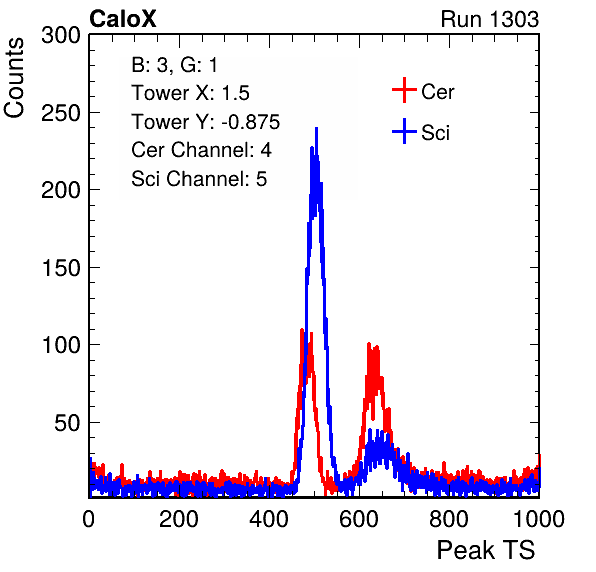 CaloX Run 1303
B: 3, G: 1
Tower X: 1.5
Tower Y: -0.875
Cer Channel: 4
Sci Channel: 5
Cer
Sci
Counts
300
250
200
150
100
50
0 200 400 600 800 1000
Peak TS